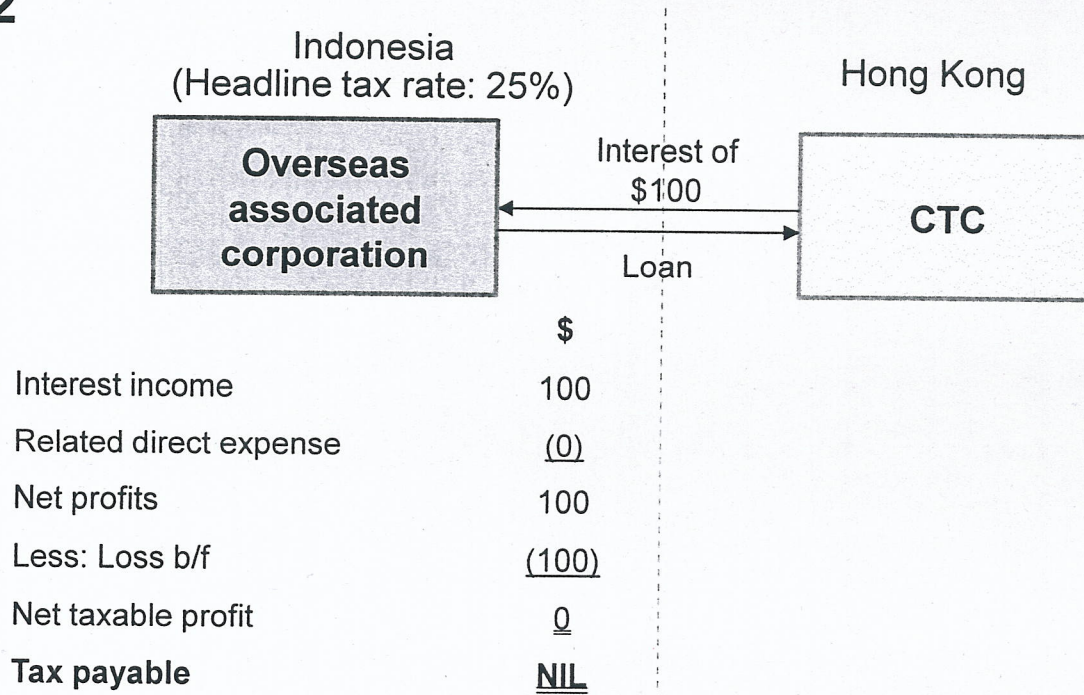 2
Indonesia
(Headline tax rate: 25%)
Hong Kong
Overseas
associated
corporation
Interest of
$100
CTC
Loan
$
Interest income 100
Related direct expense (0)
Net profits 100
Less: Loss b/f (100)
Net taxable profit 0
Tax payable NIL